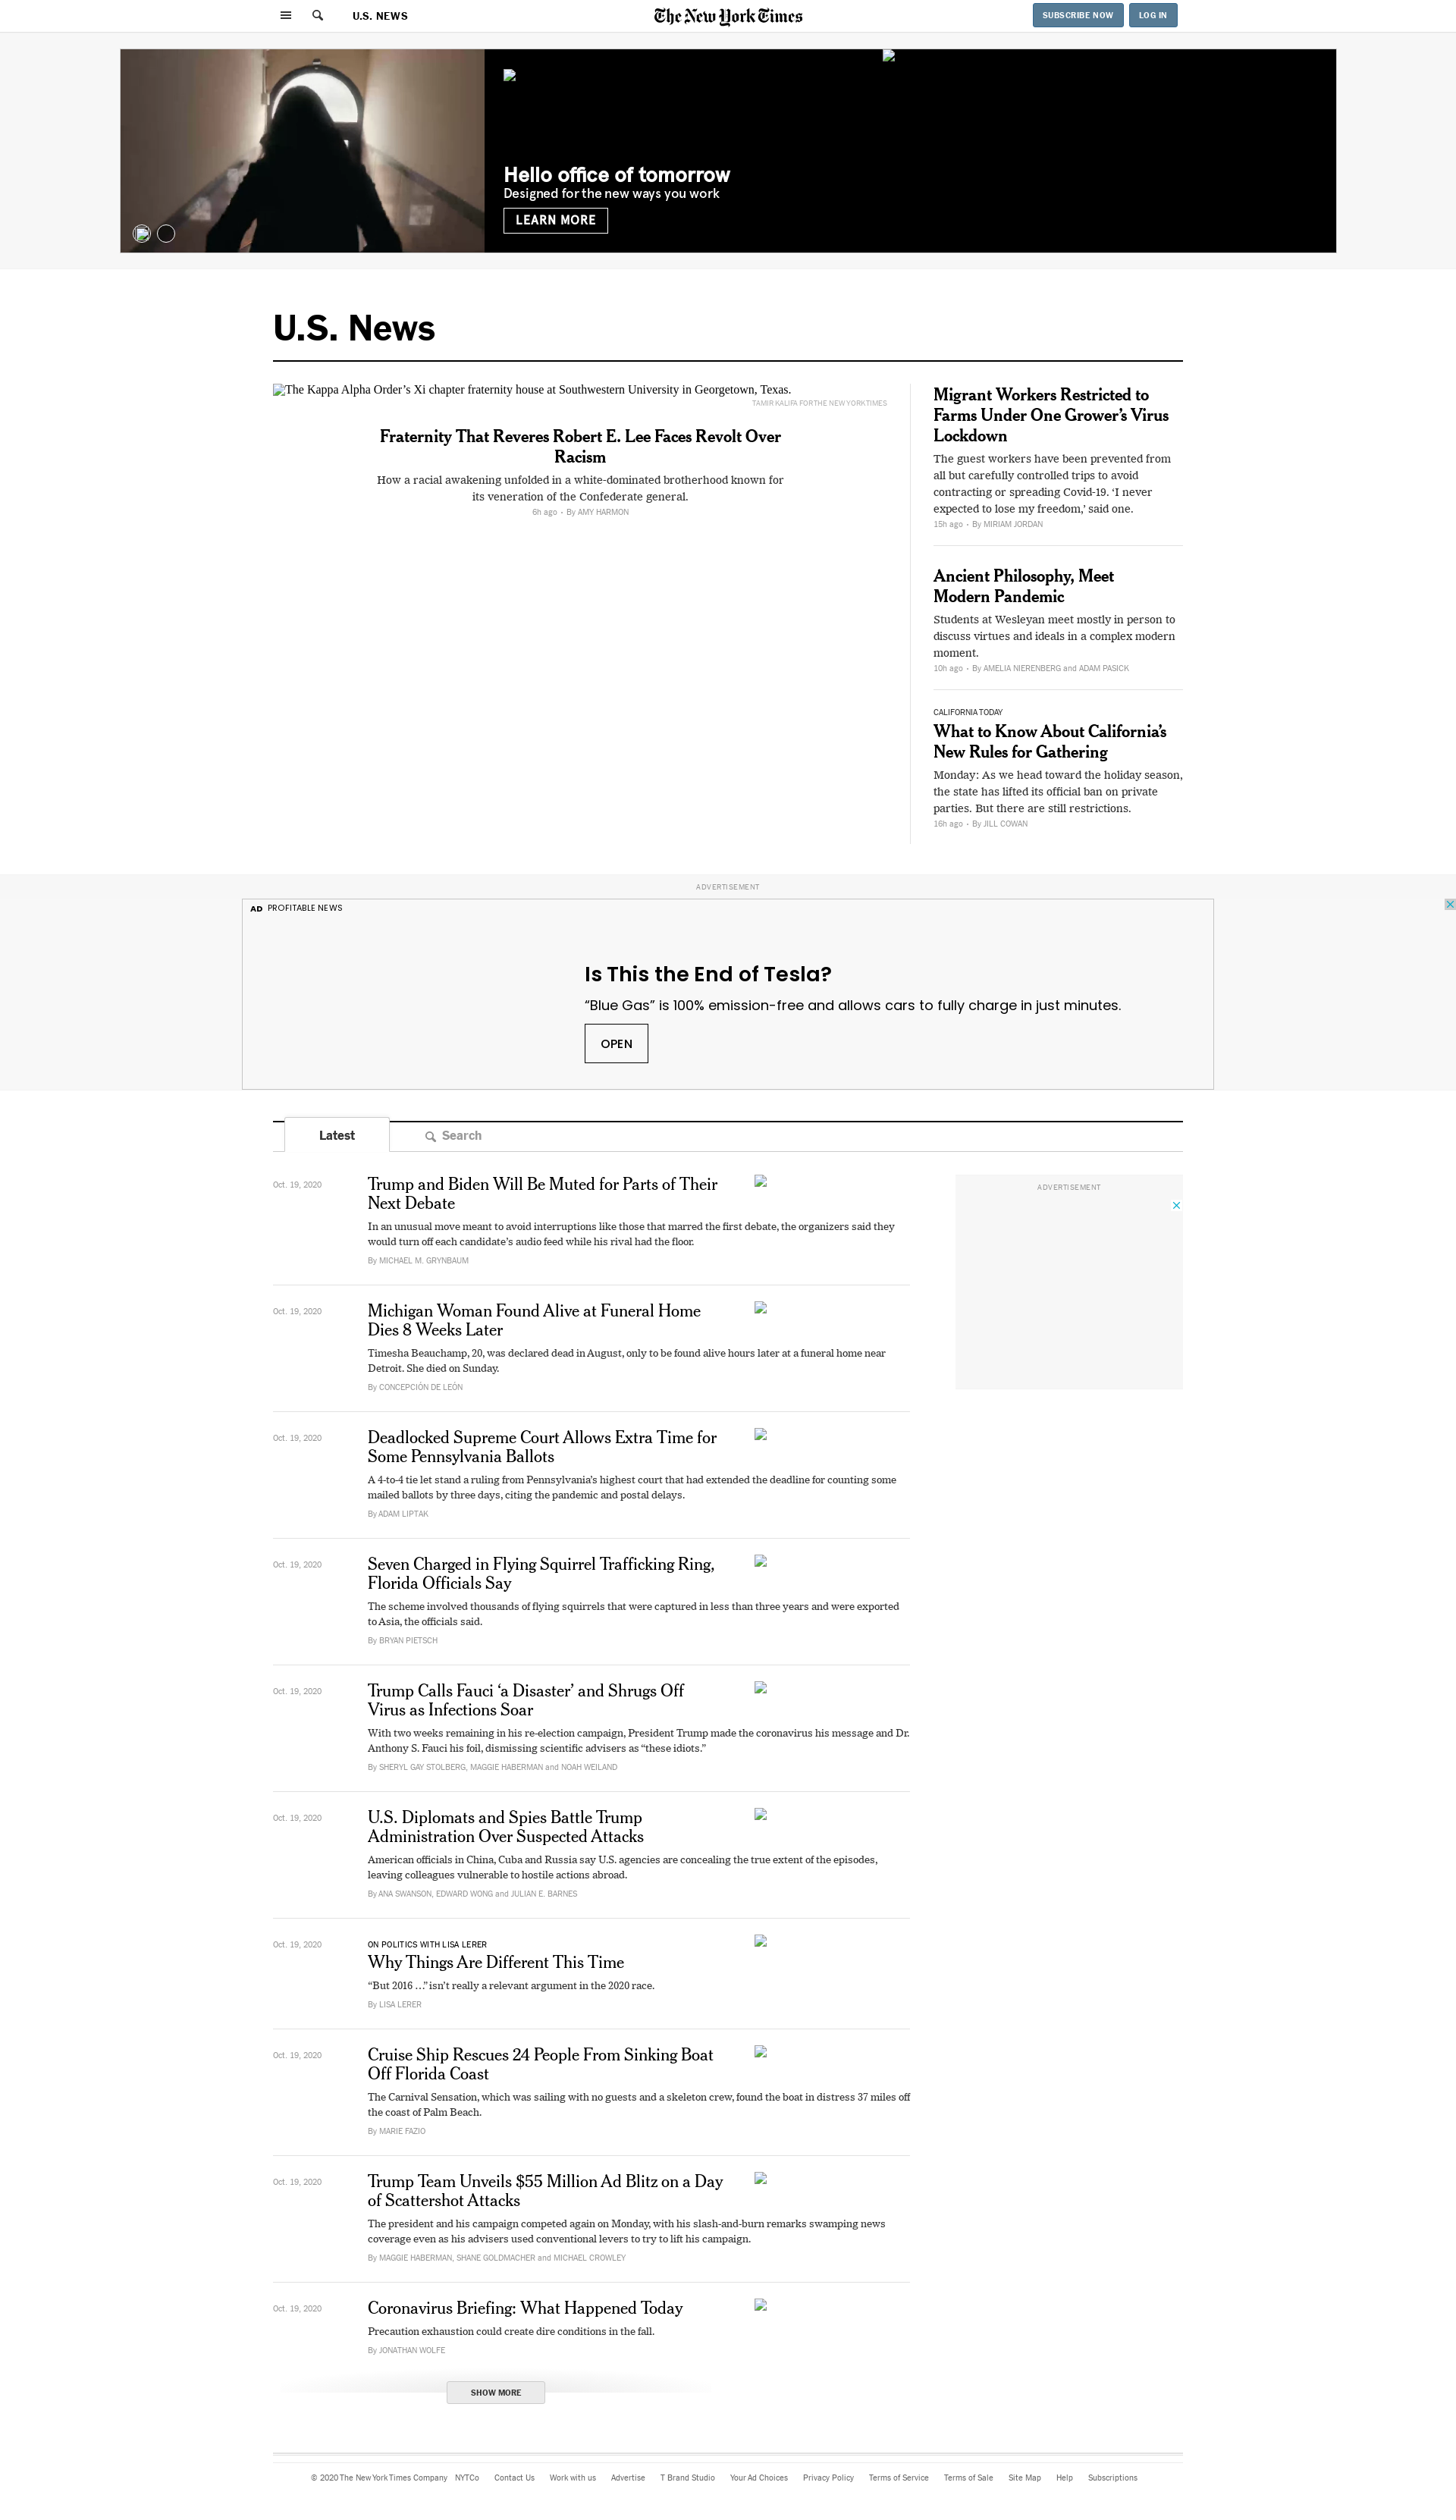 U.S. NEWS
The New York Times
SUBSCRIBE NOW
LOG IN
Hello office of tomorrow
Designed for the new ways you work
LEARN MORE
U.S. News
The Kappa Alpha Order’s Xi chapter fraternity house at Southwestern University in Georgetown, Texas.
TAMIR KALIFA FOR THE NEW YORK TIMES
Fraternity That Reveres Robert E. Lee Faces Revolt Over
Racism
How a racial awakening unfolded in a white-dominated brotherhood known for
its veneration of the Confederate general.
6h ago • By AMY HARMON
Migrant Workers Restricted to
Farms Under One Grower’s Virus
Lockdown
The guest workers have been prevented from
all but carefully controlled trips to avoid
contracting or spreading Covid-19. ‘I never
expected to lose my freedom,’ said one.
15h ago • By MIRIAM JORDAN
Ancient Philosophy, Meet
Modern Pandemic
Students at Wesleyan meet mostly in person to
discuss virtues and ideals in a complex modern
moment.
10h ago • By AMELIA NIERENBERG and ADAM PASICK
CALIFORNIA TODAY
What to Know About California’s
New Rules for Gathering
Monday: As we head toward the holiday season,
the state has lifted its official ban on private
parties. But there are still restrictions.
16h ago • By JILL COWAN
ADVERTISEMENT
AD PROFITABLE NEWS
Is This the End of Tesla?
“Blue Gas” is 100% emission-free and allows cars to fully charge in just minutes.
OPEN
Latest
Search
ADVERTISEMENT
Oct. 19, 2020
Trump and Biden Will Be Muted for Parts of Their
Next Debate
In an unusual move meant to avoid interruptions like those that marred the first debate, the organizers said they
would turn off each candidate’s audio feed while his rival had the floor.
By MICHAEL M. GRYNBAUM
Oct. 19, 2020
Michigan Woman Found Alive at Funeral Home
Dies 8 Weeks Later
Timesha Beauchamp, 20, was declared dead in August, only to be found alive hours later at a funeral home near
Detroit. She died on Sunday.
By CONCEPCIÓN DE LEÓN
Oct. 19, 2020
Deadlocked Supreme Court Allows Extra Time for
Some Pennsylvania Ballots
A 4-to-4 tie let stand a ruling from Pennsylvania’s highest court that had extended the deadline for counting some
mailed ballots by three days, citing the pandemic and postal delays.
By ADAM LIPTAK
Oct. 19, 2020
Seven Charged in Flying Squirrel Trafficking Ring,
Florida Officials Say
The scheme involved thousands of flying squirrels that were captured in less than three years and were exported
to Asia, the officials said.
By BRYAN PIETSCH
Oct. 19, 2020
Trump Calls Fauci ‘a Disaster’ and Shrugs Off
Virus as Infections Soar
With two weeks remaining in his re-election campaign, President Trump made the coronavirus his message and Dr.
Anthony S. Fauci his foil, dismissing scientific advisers as “these idiots.”
By SHERYL GAY STOLBERG, MAGGIE HABERMAN and NOAH WEILAND
Oct. 19, 2020
U.S. Diplomats and Spies Battle Trump
Administration Over Suspected Attacks
American officials in China, Cuba and Russia say U.S. agencies are concealing the true extent of the episodes,
leaving colleagues vulnerable to hostile actions abroad.
By ANA SWANSON, EDWARD WONG and JULIAN E. BARNES
Oct. 19, 2020
ON POLITICS WITH LISA LERER
Why Things Are Different This Time
“But 2016 …” isn’t really a relevant argument in the 2020 race.
By LISA LERER
Oct. 19, 2020
Cruise Ship Rescues 24 People From Sinking Boat
Off Florida Coast
The Carnival Sensation, which was sailing with no guests and a skeleton crew, found the boat in distress 37 miles off
the coast of Palm Beach.
By MARIE FAZIO
Oct. 19, 2020
Trump Team Unveils $55 Million Ad Blitz on a Day
of Scattershot Attacks
The president and his campaign competed again on Monday, with his slash-and-burn remarks swamping news
coverage even as his advisers used conventional levers to try to lift his campaign.
By MAGGIE HABERMAN, SHANE GOLDMACHER and MICHAEL CROWLEY
Oct. 19, 2020
Coronavirus Briefing: What Happened Today
Precaution exhaustion could create dire conditions in the fall.
By JONATHAN WOLFE
SHOW MORE
© 2020 The New York Times Company NYTCo Contact Us Work with us Advertise T Brand Studio Your Ad Choices Privacy Policy Terms of Service Terms of Sale Site Map Help Subscriptions